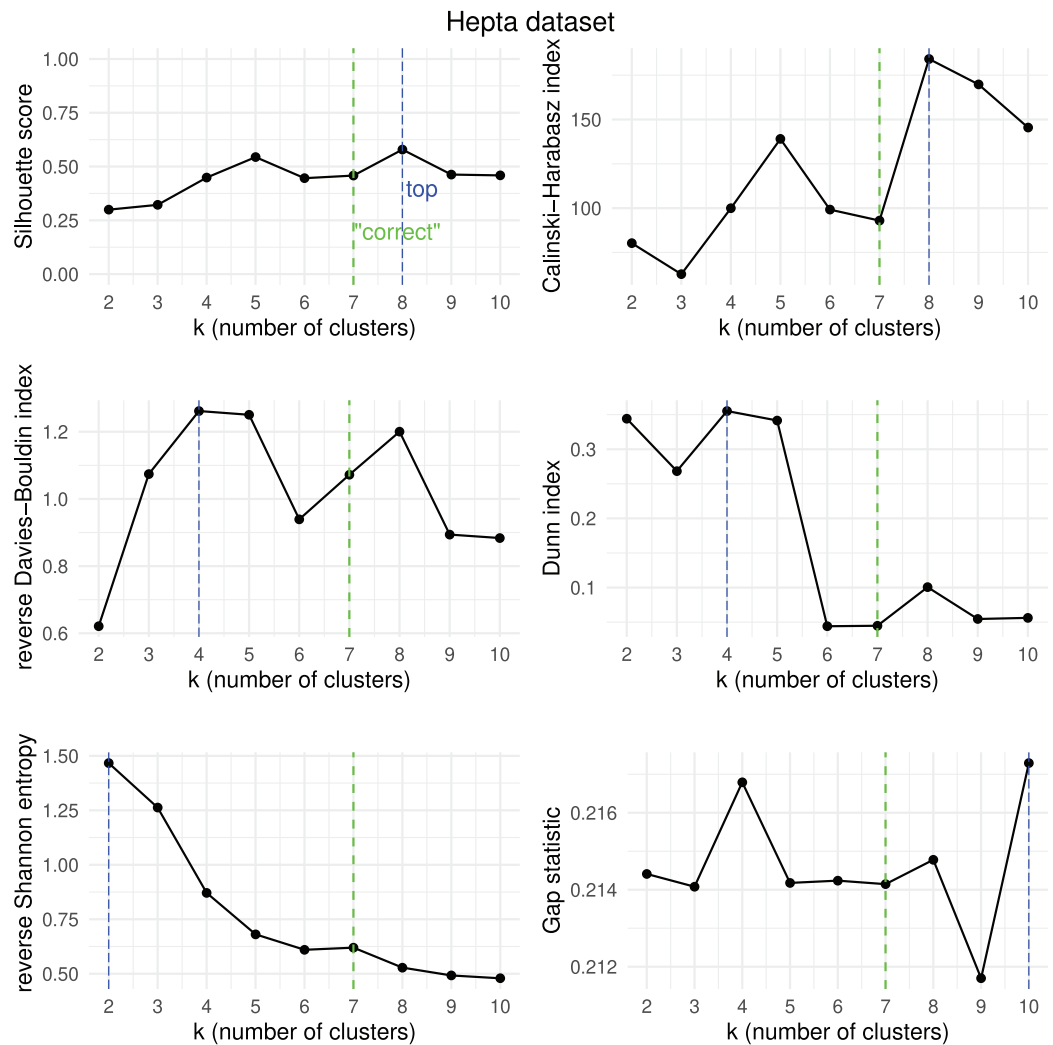 Hepta dataset
Silhouette score
1.00
0.75
0.50
0.25
0.00
top
"correct"
2 3 4 5 6 7 8 9 10
k (number of clusters)
Calinski−Harabasz index
150
100
2 3 4 5 6 7 8 9 10
k (number of clusters)
reverse Davies−Bouldin index
1.2
1.0
0.8
0.6
2 3 4 5 6 7 8 9 10
k (number of clusters)
Dunn index
0.3
0.2
0.1
2 3 4 5 6 7 8 9 10
k (number of clusters)
reverse Shannon entropy
1.50
1.25
1.00
0.75
0.50
2 3 4 5 6 7 8 9 10
k (number of clusters)
Gap statistic
0.216
0.214
0.212
2 3 4 5 6 7 8 9 10
k (number of clusters)